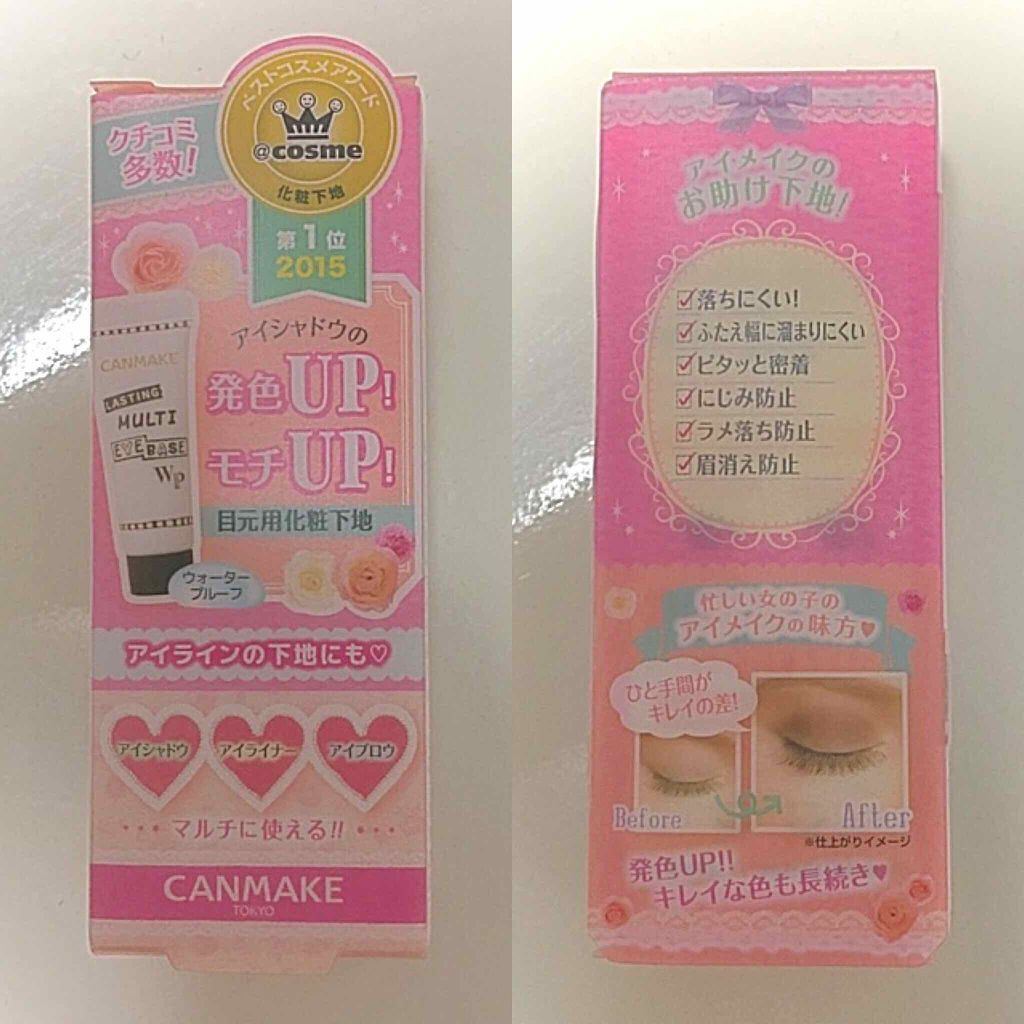 クチコミ
多数!
ベストコスメアワード
@cosme
化粧下地
第1位
2015
アイシャドウの
発色UP!
モチUP!
目元用化粧下地
CANMAKE
LASTING
MULTI
EYE BASE
WP
ウォーター
プルーフ
アイラインの下地にも♡
アイシャドウ
アイライナー
アイブロウ
・・・マルチに使える!!・・・
CANMAKE
TOKYO
アイメイクの
お助け下地!
☑落ちにくい!
☑ふたえ幅に溜まりにくい
☑ピタッと密着
☑にじみ防止
☑ラメ落ち防止
☑眉消え防止
忙しい女の子の
アイメイクの味方♥
ひと手間が
キレイの差!
Before
After
※仕上がりイメージ
発色UP!!
キレイな色も長続き♥